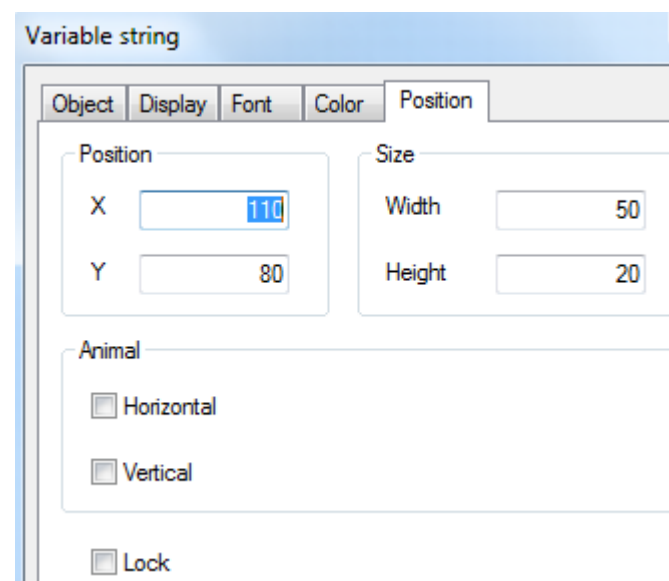 Variable string
Object Display Font Color Position
Position Size
X 110 Width 50
Y 80 Height 20
Animal
Horizontal
Vertical
Lock